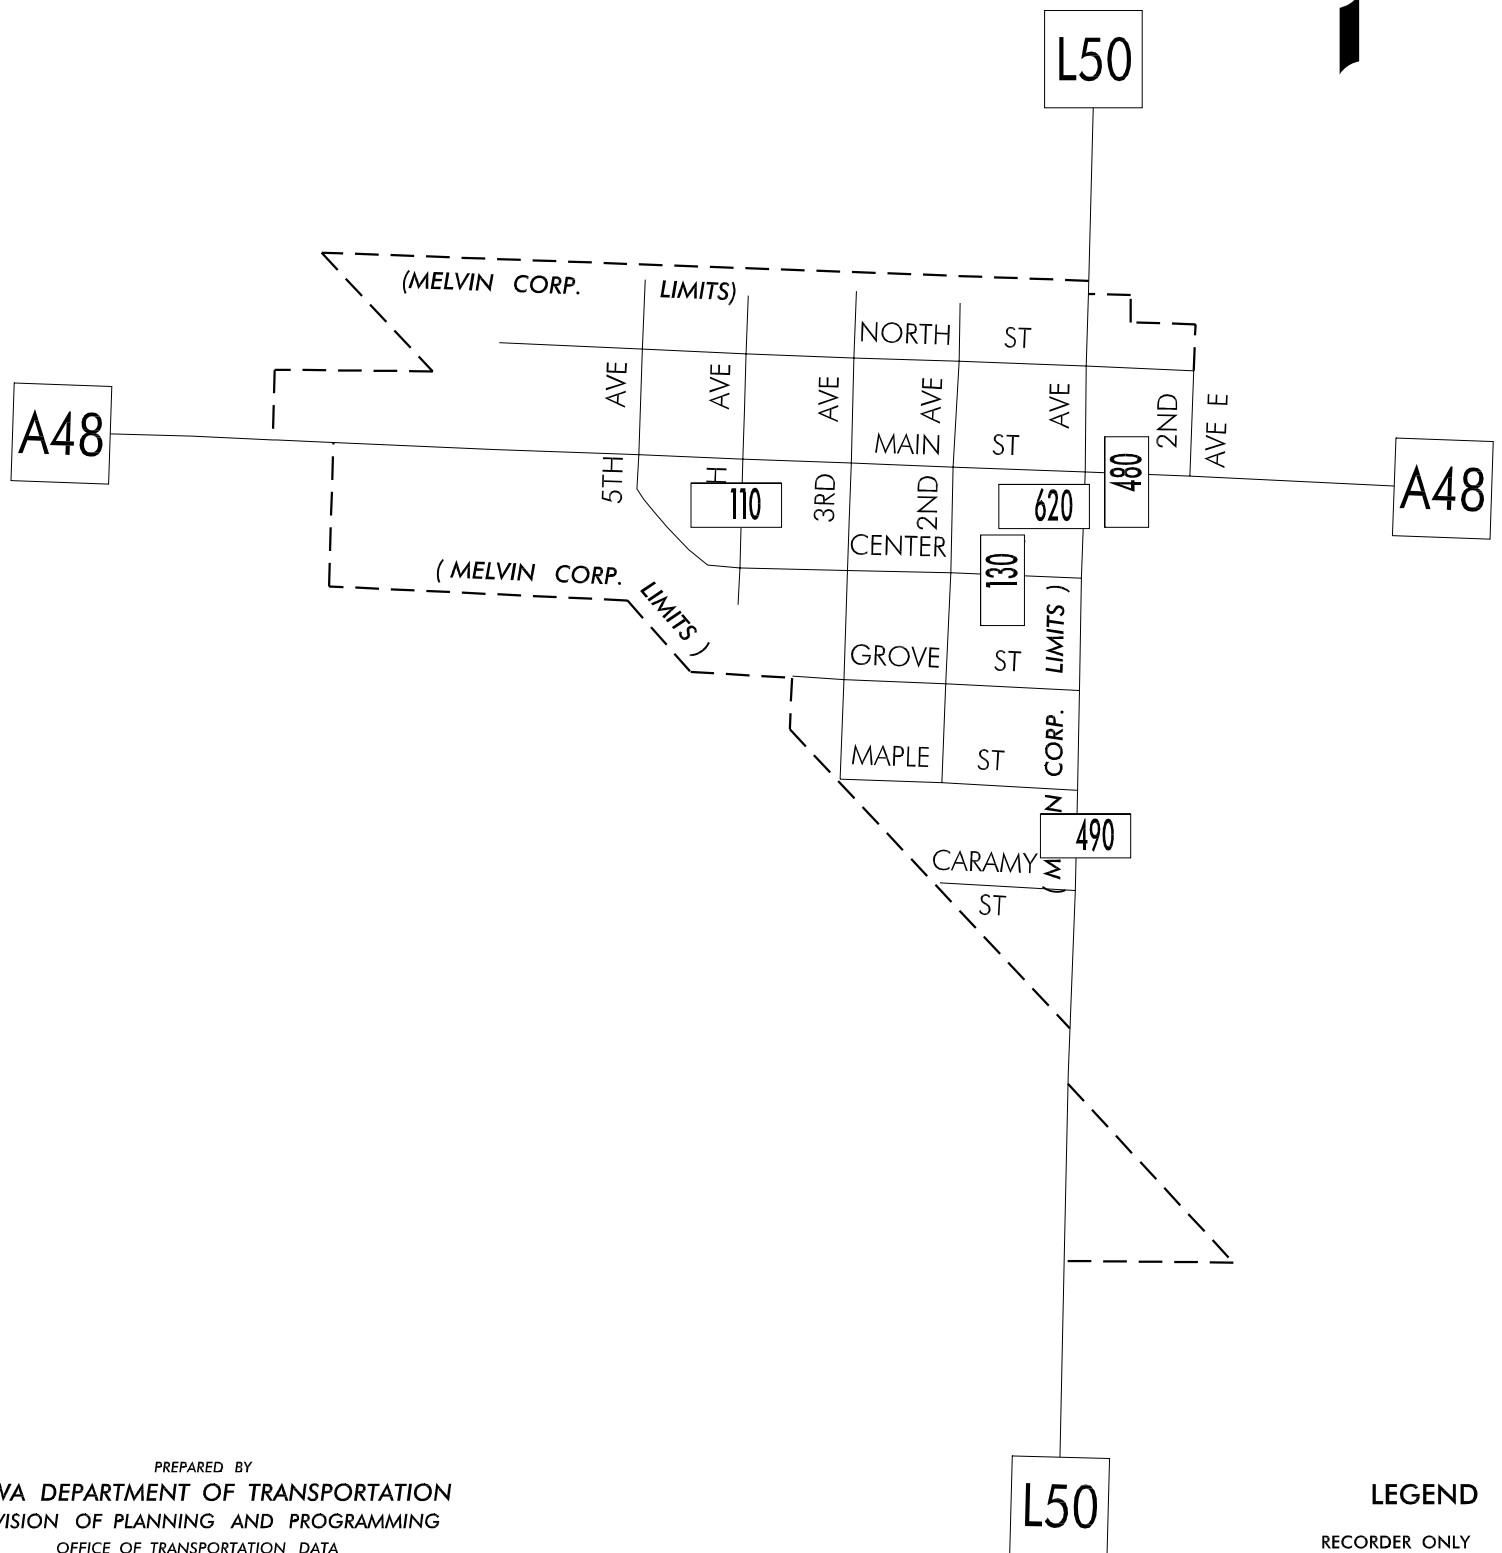 L50
(MELVIN CORP. LIMITS)
NORTH ST
AVE
AVE
AVE
AVE
AVE
2ND
AVE E
A48
MAIN ST
A48
5TH
H
3RD
2ND
110
620
480
CENTER
130
( MELVIN CORP. LIMITS )
GROVE ST
( M N CORP. LIMITS )
MAPLE ST
490
CARAMY
ST
L50
PREPARED BY
WA DEPARTMENT OF TRANSPORTATION
VISION OF PLANNING AND PROGRAMMING
OFFICE OF TRANSPORTATION DATA
LEGEND
RECORDER ONLY